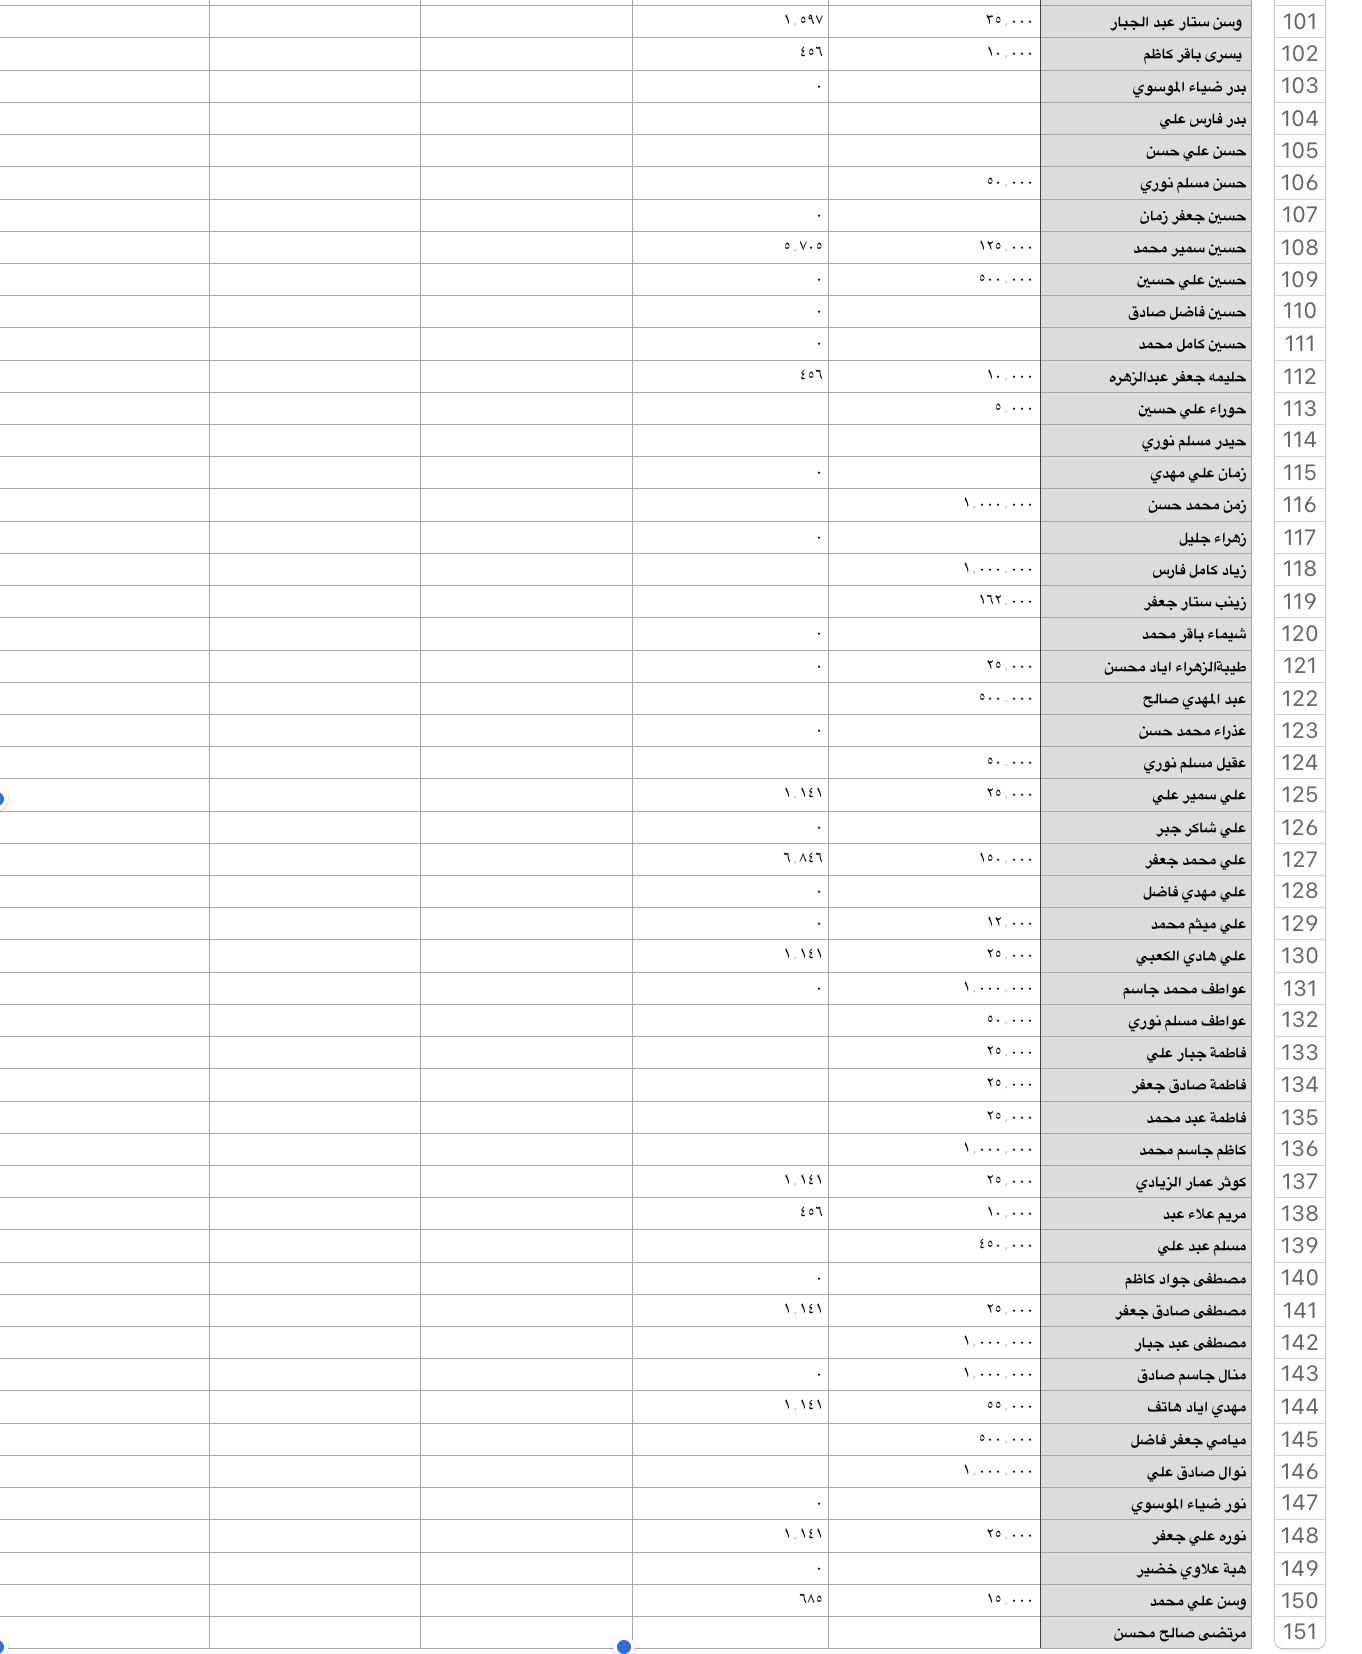 101 وسن ستار عبد الجبار ٣٥.٠٠٠ ١.٥٩٧
102 يسرى باقر كاظم ١٠.٠٠٠ ٤٥٦
103 بدر ضياء الموسوي ٠
104 بدر فارس علي
105 حسن علي حسن
106 حسن مسلم نوري ٥٠.٠٠٠
107 حسين جعفر زمان ٠
108 حسين سمير محمد ١٢٥.٠٠٠ ٥.٧٠٥
109 حسين علي حسين ٥٠٠.٠٠٠ ٠
110 حسين فاضل صادق ٠
111 حسين كامل محمد ٠
112 حليمه جعفر عبدالزهره ١٠.٠٠٠ ٤٥٦
113 حوراء علي حسين ٥.٠٠٠
114 حيدر مسلم نوري
115 زمان علي مهدي ٠
116 زمن محمد حسن ١.٠٠٠.٠٠٠
117 زهراء جليل ٠
118 زياد كامل فارس ١.٠٠٠.٠٠٠
119 زينب ستار جعفر ١٦٢.٠٠٠
120 شيماء باقر محمد ٠
121 طيبةالزهراء اياد محسن ٢٥.٠٠٠ ٠
122 عبد المهدي صالح ٥٠٠.٠٠٠
123 عذراء محمد حسن ٠
124 عقيل مسلم نوري ٥٠.٠٠٠
125 علي سمير علي ٢٥.٠٠٠ ١.١٤١
126 علي شاكر جبر ٠
127 علي محمد جعفر ١٥٠.٠٠٠ ٦.٨٤٦
128 علي مهدي فاضل ٠
129 علي ميثم محمد ١٢.٠٠٠ ٠
130 علي هادي الكعبي ٢٥.٠٠٠ ١.١٤١
131 عواطف محمد جاسم ١.٠٠٠.٠٠٠ ٠
132 عواطف مسلم نوري ٥٠.٠٠٠
133 فاطمة جبار علي ٢٥.٠٠٠
134 فاطمة صادق جعفر ٢٥.٠٠٠
135 فاطمة عبد محمد ٢٥.٠٠٠
136 كاظم جاسم محمد ١.٠٠٠.٠٠٠
137 كوثر عمار الزيادي ٢٥.٠٠٠ ١.١٤١
138 مريم علاء عبد ١٠.٠٠٠ ٤٥٦
139 مسلم عبد علي ٤٥٠.٠٠٠
140 مصطفى جواد كاظم ٠
141 مصطفى صادق جعفر ٢٥.٠٠٠ ١.١٤١
142 مصطفى عبد جبار ١.٠٠٠.٠٠٠
143 منال جاسم صادق ١.٠٠٠.٠٠٠ ٠
144 مهدي اياد هاتف ٥٥.٠٠٠ ١.١٤١
145 ميامي جعفر فاضل ٥٠٠.٠٠٠
146 نوال صادق علي ١.٠٠٠.٠٠٠
147 نور ضياء الموسوي ٠
148 نوره علي جعفر ٢٥.٠٠٠ ١.١٤١
149 هبة علاوي خضير ٠
150 وسن علي محمد ١٥.٠٠٠ ٦٨٥
151 مرتضى صالح محسن